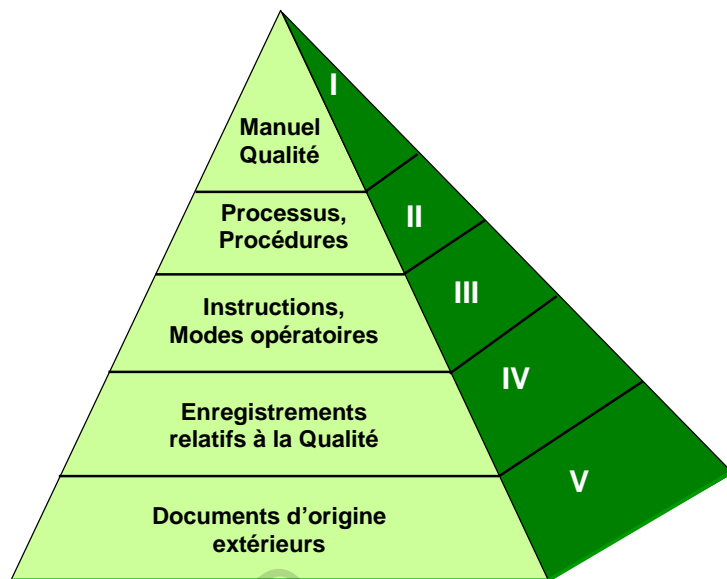 I
Manuel
Qualité
II
Processus,
Procédures
III
Instructions,
Modes opératoires
IV
Enregistrements
relatifs à la Qualité
V
Documents d’origine
extérieurs